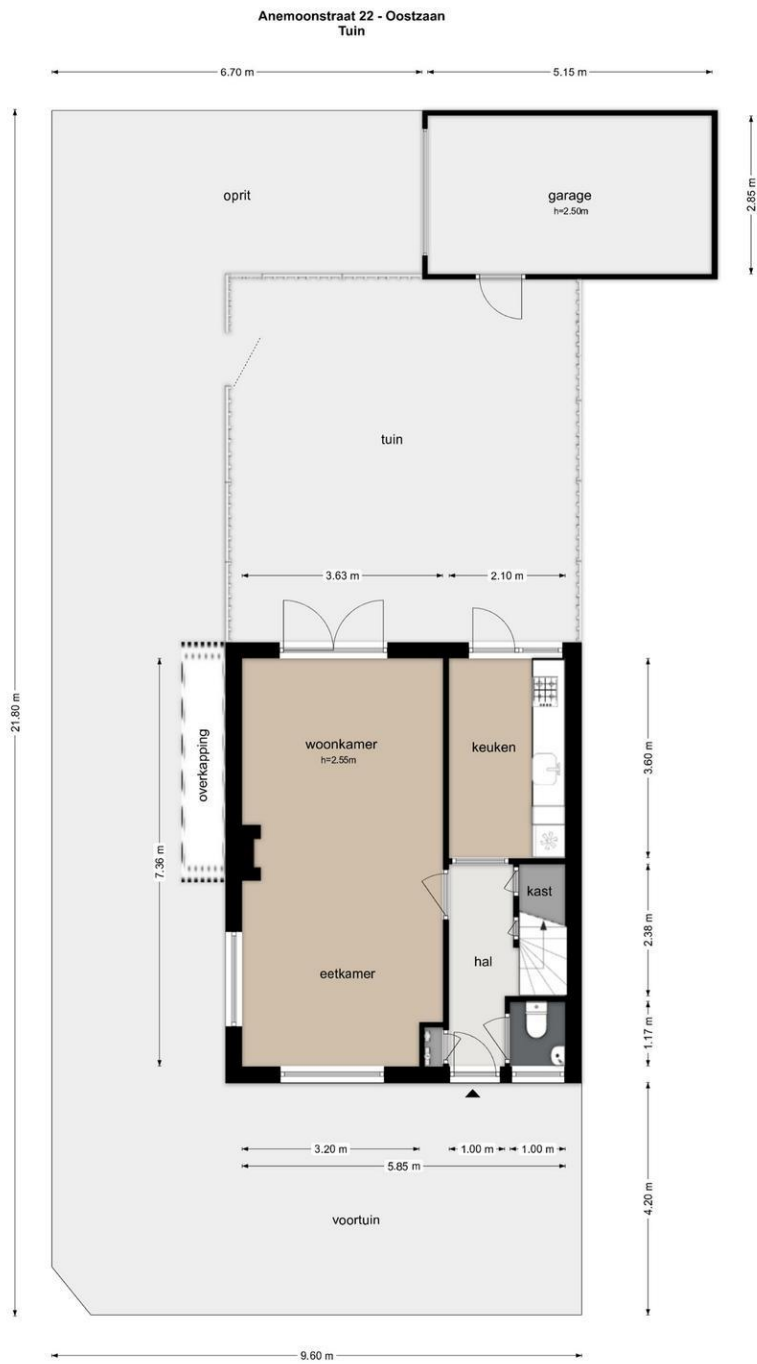 Anemoonstraat 22 - Oostzaan
Tuin
6.70 m
5.15 m
oprit
garage
h=2.50m
2.85 m
tuin
3.63 m
2.10 m
21.80 m
overkapping
woonkamer
h=2.55m
keuken
3.60 m
7.36 m
kast
2.38 m
hal
eetkamer
1.17 m
3.20 m
1.00 m
1.00 m
5.85 m
voortuin
4.20 m
9.60 m